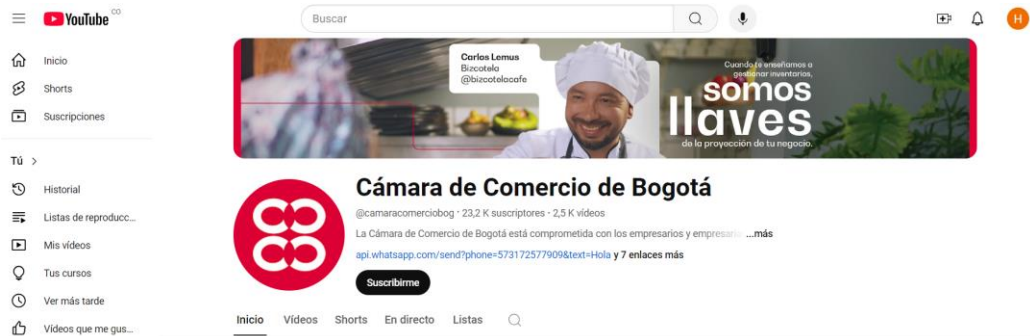 YouTube CO
Buscar
H
Inicio
Shorts
Suscripciones
Tú >
Historial
Listas de reproducc...
Mis vídeos
Tus cursos
Ver más tarde
Vídeos que me gus...
Carlos Lemus
Bizcotela
@bizcotelacafe
Cuando te enseñamos a
gestionar inventarios,
somos
llaves
de la proyección de tu negocio.
Cámara de Comercio de Bogotá
@camaracomerciobog · 23,2 K suscriptores · 2,5 K vídeos
La Cámara de Comercio de Bogotá está comprometida con los empresarios y empresaria ...más
api.whatsapp.com/send?phone=573172577909&text=Hola y 7 enlaces más
Suscribirme
Inicio Vídeos Shorts En directo Listas